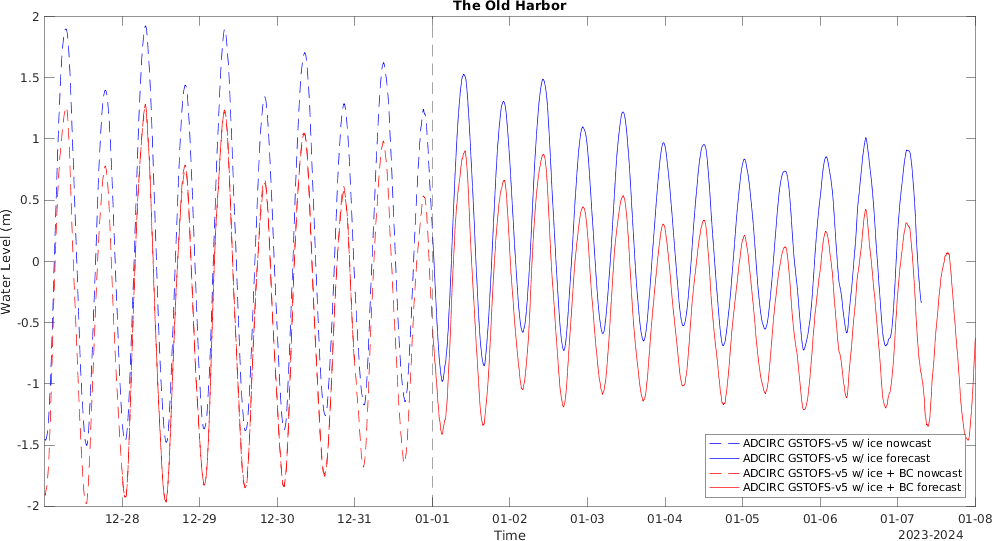 The Old Harbor
2
1.5
1
0.5
0
-0.5
-1
-1.5
-2
Water Level (m)
ADCIRC GSTOFS-v5 w/ ice nowcast
ADCIRC GSTOFS-v5 w/ ice forecast
ADCIRC GSTOFS-v5 w/ ice + BC nowcast
ADCIRC GSTOFS-v5 w/ ice + BC forecast
12-28 12-29 12-30 12-31 01-01 01-02 01-03 01-04 01-05 01-06 01-07 01-08
Time
2023-2024